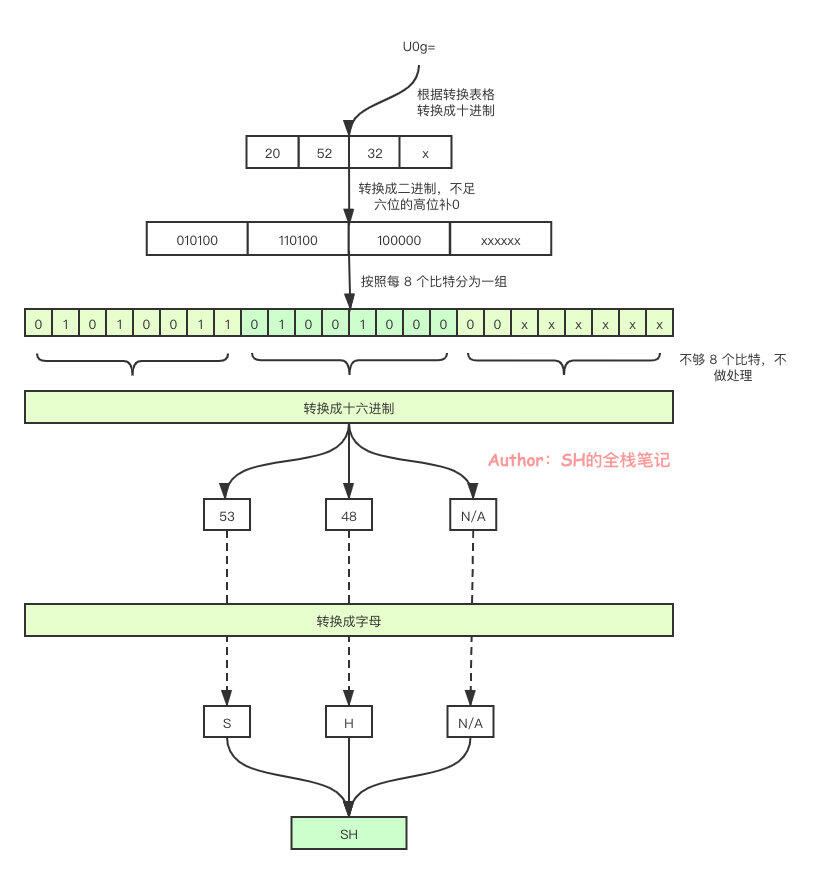 U0g=
根据转换表格
转换成十进制
20 52 32 x
转换成二进制，不足
六位的高位补0
010100 110100 100000 xxxxxx
按照每 8 个比特分为一组
0 1 0 1 0 0 1 1 0 1 0 0 1 0 0 0 0 0 x x x x x x
不够 8 个比特，不
做处理
转换成十六进制
Author：SH的全栈笔记
53 48 N/A
转换成字母
S H N/A
SH